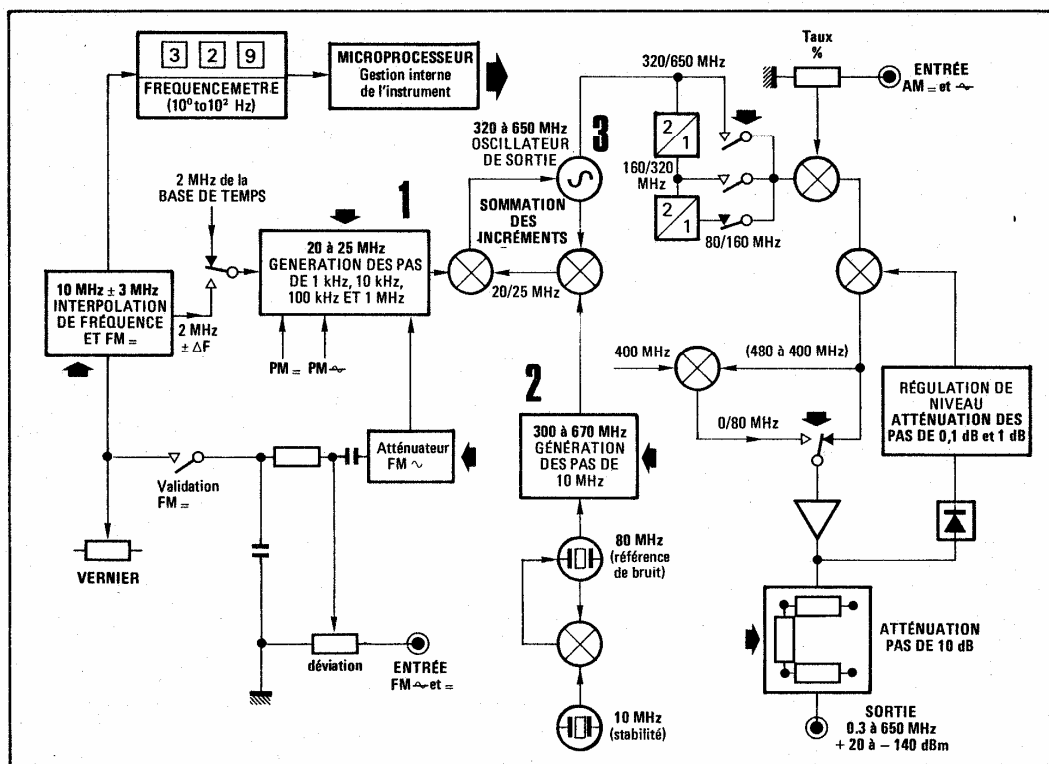 3 2 9
FREQUENCEMETRE
(10⁰ to 10² Hz)
MICROPROCESSEUR
Gestion interne
de l'instrument
320/650 MHz
Taux
%
ENTRÉE
AM = et ∿
320 à 650 MHz
OSCILLATEUR
DE SORTIE
3
2/1
160/320
MHz
2/1
80/160 MHz
2 MHz de la
BASE DE TEMPS
1
SOMMATION
DES
INCRÉMENTS
20 à 25 MHz
GENERATION DES PAS
DE 1 kHz, 10 kHz,
100 kHz ET 1 MHz
20/25 MHz
10 MHz ± 3 MHz
INTERPOLATION
DE FRÉQUENCE
ET FM =
2 MHz
± ΔF
PM =
PM ∿
2
400 MHz
(480 à 400 MHz)
0/80 MHz
RÉGULATION DE
NIVEAU
ATTÉNUATION DES
PAS DE 0,1 dB et 1 dB
300 à 670 MHz
GÉNÉRATION
DES PAS DE
10 MHz
Atténuateur
FM ∿
Validation
FM =
VERNIER
80 MHz
(référence
de bruit)
déviation
ENTRÉE
FM ∿ et =
ATTÉNUATION
PAS DE 10 dB
10 MHz
(stabilité)
SORTIE
0.3 à 650 MHz
+ 20 à − 140 dBm